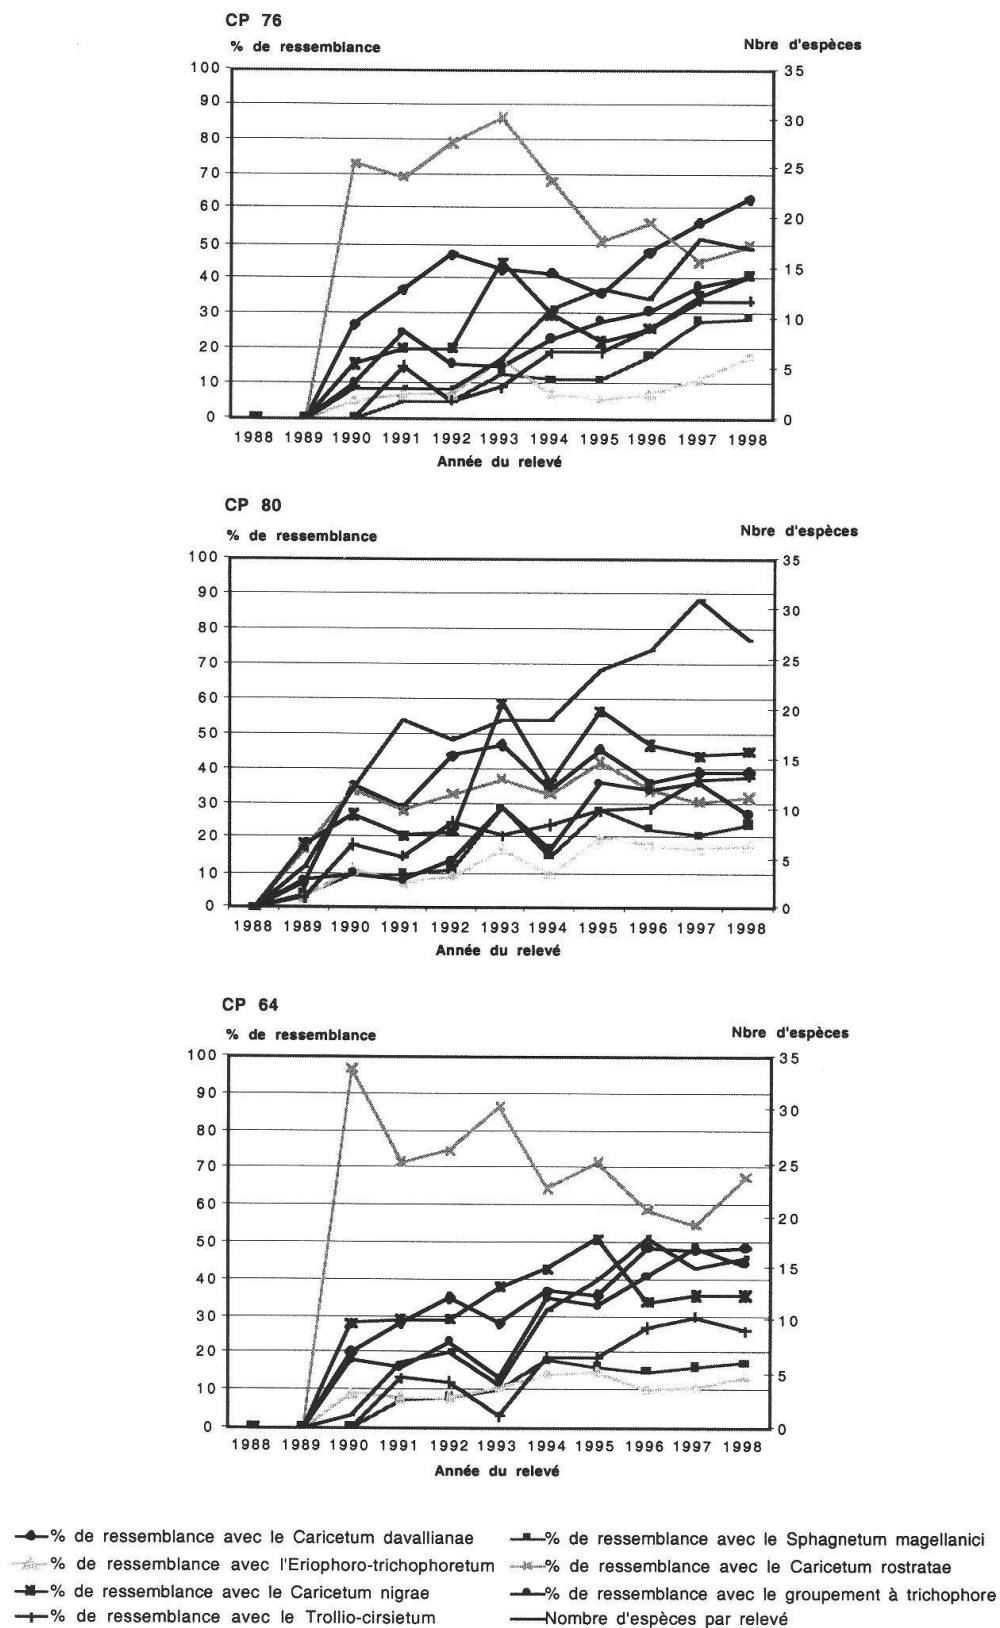 CP 76
% de ressemblance
Nbre d'espèces
100
90
80
70
60
50
40
30
20
10
0
35
30
25
20
15
10
5
0
1988 1989 1990 1991 1992 1993 1994 1995 1996 1997 1998
Année du relevé
CP 80
% de ressemblance
Nbre d'espèces
100
90
80
70
60
50
40
30
20
10
0
35
30
25
20
15
10
5
0
1988 1989 1990 1991 1992 1993 1994 1995 1996 1997 1998
Année du relevé
CP 64
% de ressemblance
Nbre d'espèces
100
90
80
70
60
50
40
30
20
10
0
35
30
25
20
15
10
5
0
1988 1989 1990 1991 1992 1993 1994 1995 1996 1997 1998
Année du relevé
% de ressemblance avec le Caricetum davallianae
% de ressemblance avec l'Eriophoro-trichophoretum
% de ressemblance avec le Caricetum nigrae
% de ressemblance avec le Trollio-cirsietum
% de ressemblance avec le Sphagnetum magellanici
% de ressemblance avec le Caricetum rostratae
% de ressemblance avec le groupement à trichophore
Nombre d'espèces par relevé